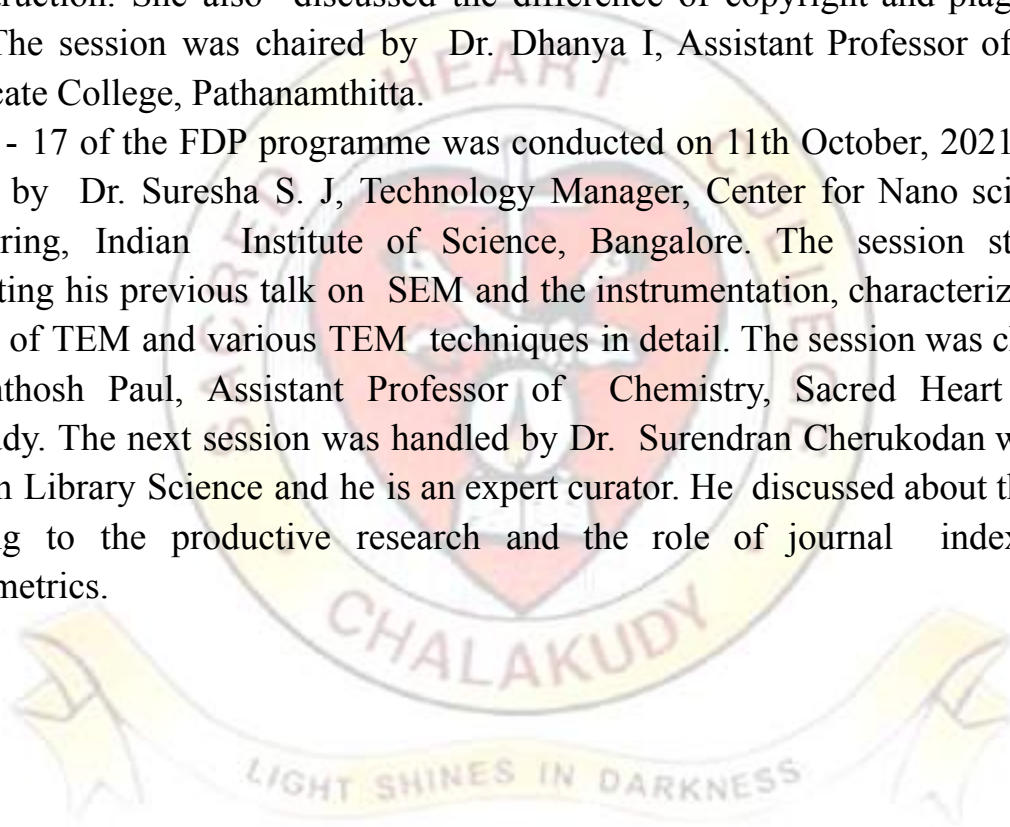 ruction. She also discussed the difference of copyright and plag
The session was chaired by Dr. Dhanya I, Assistant Professor of
cate College, Pathanamthitta.
- 17 of the FDP programme was conducted on 11th October, 2021
by Dr. Suresha S. J, Technology Manager, Center for Nano sci
ring, Indian Institute of Science, Bangalore. The session st
ting his previous talk on SEM and the instrumentation, characteriz
of TEM and various TEM techniques in detail. The session was c
nthosh Paul, Assistant Professor of Chemistry, Sacred Heart
dy. The next session was handled by Dr. Surendran Cherukodan w
n Library Science and he is an expert curator. He discussed about t
g to the productive research and the role of journal index
metrics.
SACRED HEART COLLEGE
CHALAKUDY
LIGHT SHINES IN DARKNESS